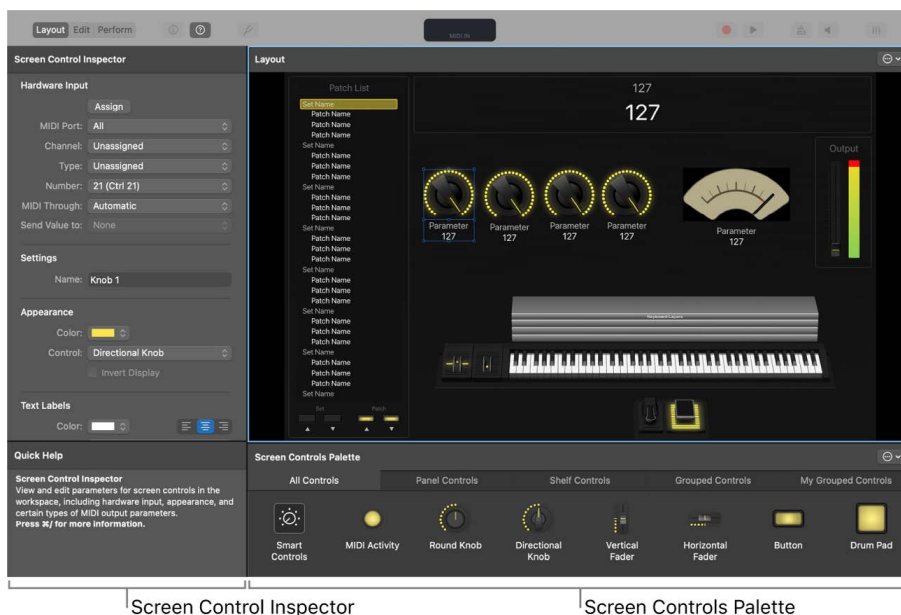 Layout Edit Perform
MIDI IN
Screen Control Inspector
Hardware Input
Assign
MIDI Port: All
Channel: Unassigned
Type: Unassigned
Number: 21 (Ctrl 21)
MIDI Through: Automatic
Send Value to: None
Settings
Name: Knob 1
Appearance
Color:
Control: Directional Knob
Invert Display
Text Labels
Color:
Quick Help
Screen Control Inspector
View and edit parameters for screen controls in the
workspace, including hardware input, appearance, and
certain types of MIDI output parameters.
Press ⌘/ for more information.
Layout
Patch List
Set Name
Patch Name
Patch Name
Patch Name
Set Name
Patch Name
Patch Name
Patch Name
Set Name
Patch Name
Patch Name
Patch Name
Set Name
Patch Name
Patch Name
Patch Name
Set Name
Patch Name
Patch Name
Patch Name
Set Name
Patch Name
Patch Name
Patch Name
Set Name
Patch Name
Patch Name
Patch Name
Set Name
Set Patch
127
127
Output
Parameter Parameter Parameter Parameter Parameter
127 127 127 127 127
Keyboard Layers
Screen Controls Palette
All Controls Panel Controls Shelf Controls Grouped Controls My Grouped Controls
Smart Controls
MIDI Activity
Round Knob
Directional Knob
Vertical Fader
Horizontal Fader
Button
Drum Pad
Screen Control Inspector
Screen Controls Palette